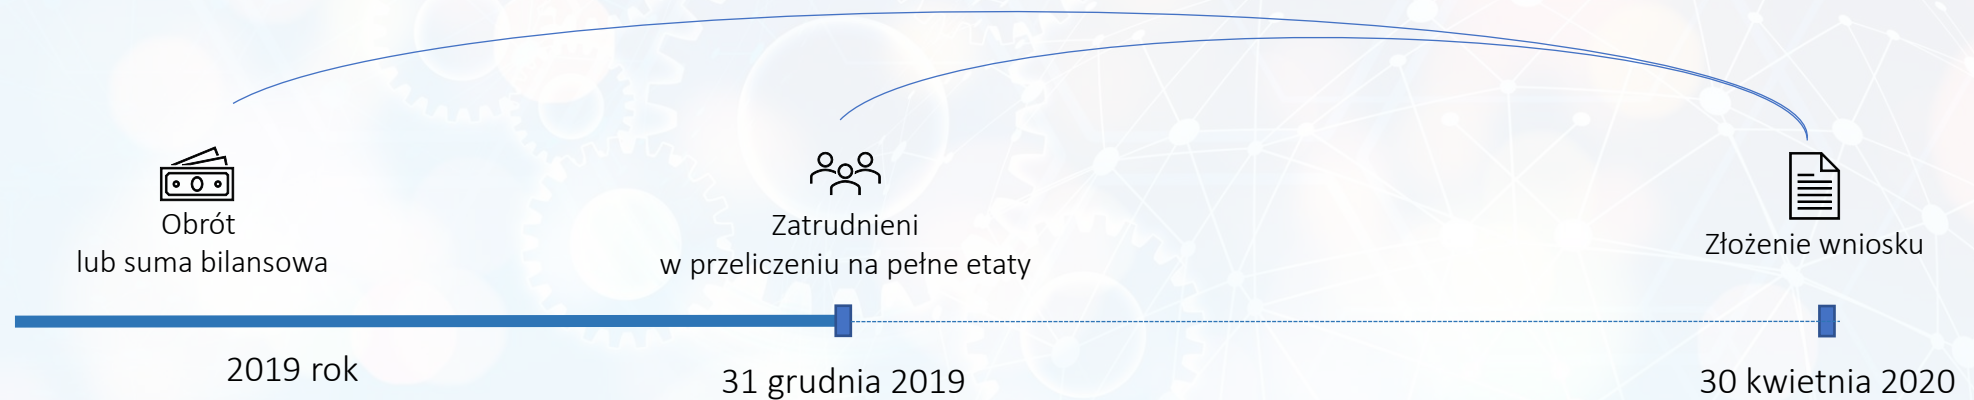 Obrót
lub suma bilansowa
Zatrudnieni
w przeliczeniu na pełne etaty
Złożenie wniosku
2019 rok
31 grudnia 2019
30 kwietnia 2020